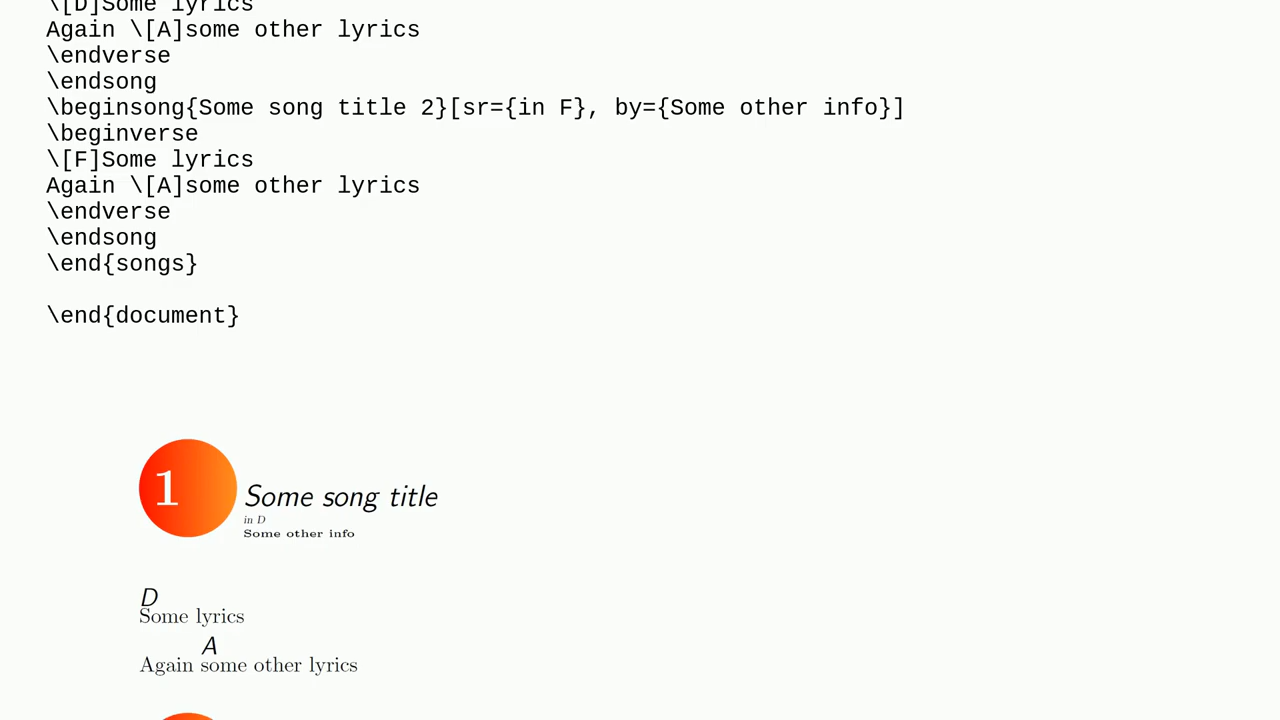 \[D]Some lyrics
Again \[A]some other lyrics
\endverse
\endsong
\beginsong{Some song title 2}[sr={in F}, by={Some other info}]
\beginverse
\[F]Some lyrics
Again \[A]some other lyrics
\endverse
\endsong
\end{songs}
\end{document}
1
Some song title
in D
Some other info
D
Some lyrics
A
Again some other lyrics